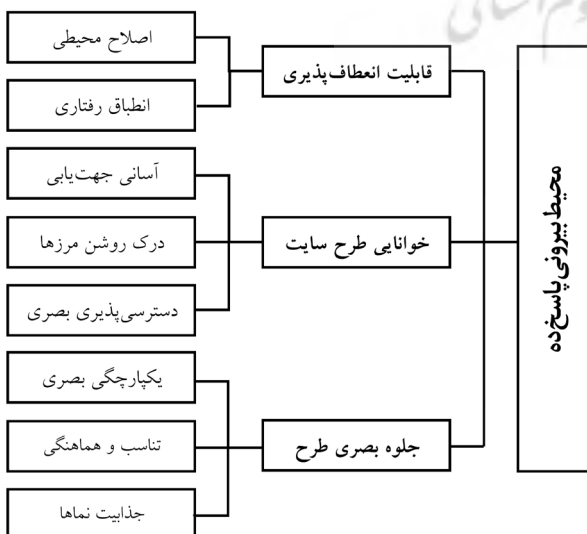 محیط بیرونی پاسخ‌ده
قابلیت انعطاف‌پذیری
اصلاح محیطی
انطباق رفتاری
خوانایی طرح سایت
آسانی جهت‌یابی
درک روشن مرزها
دسترسی‌پذیری بصری
جلوه بصری طرح
یکپارچگی بصری
تناسب و هماهنگی
جذابیت نماها